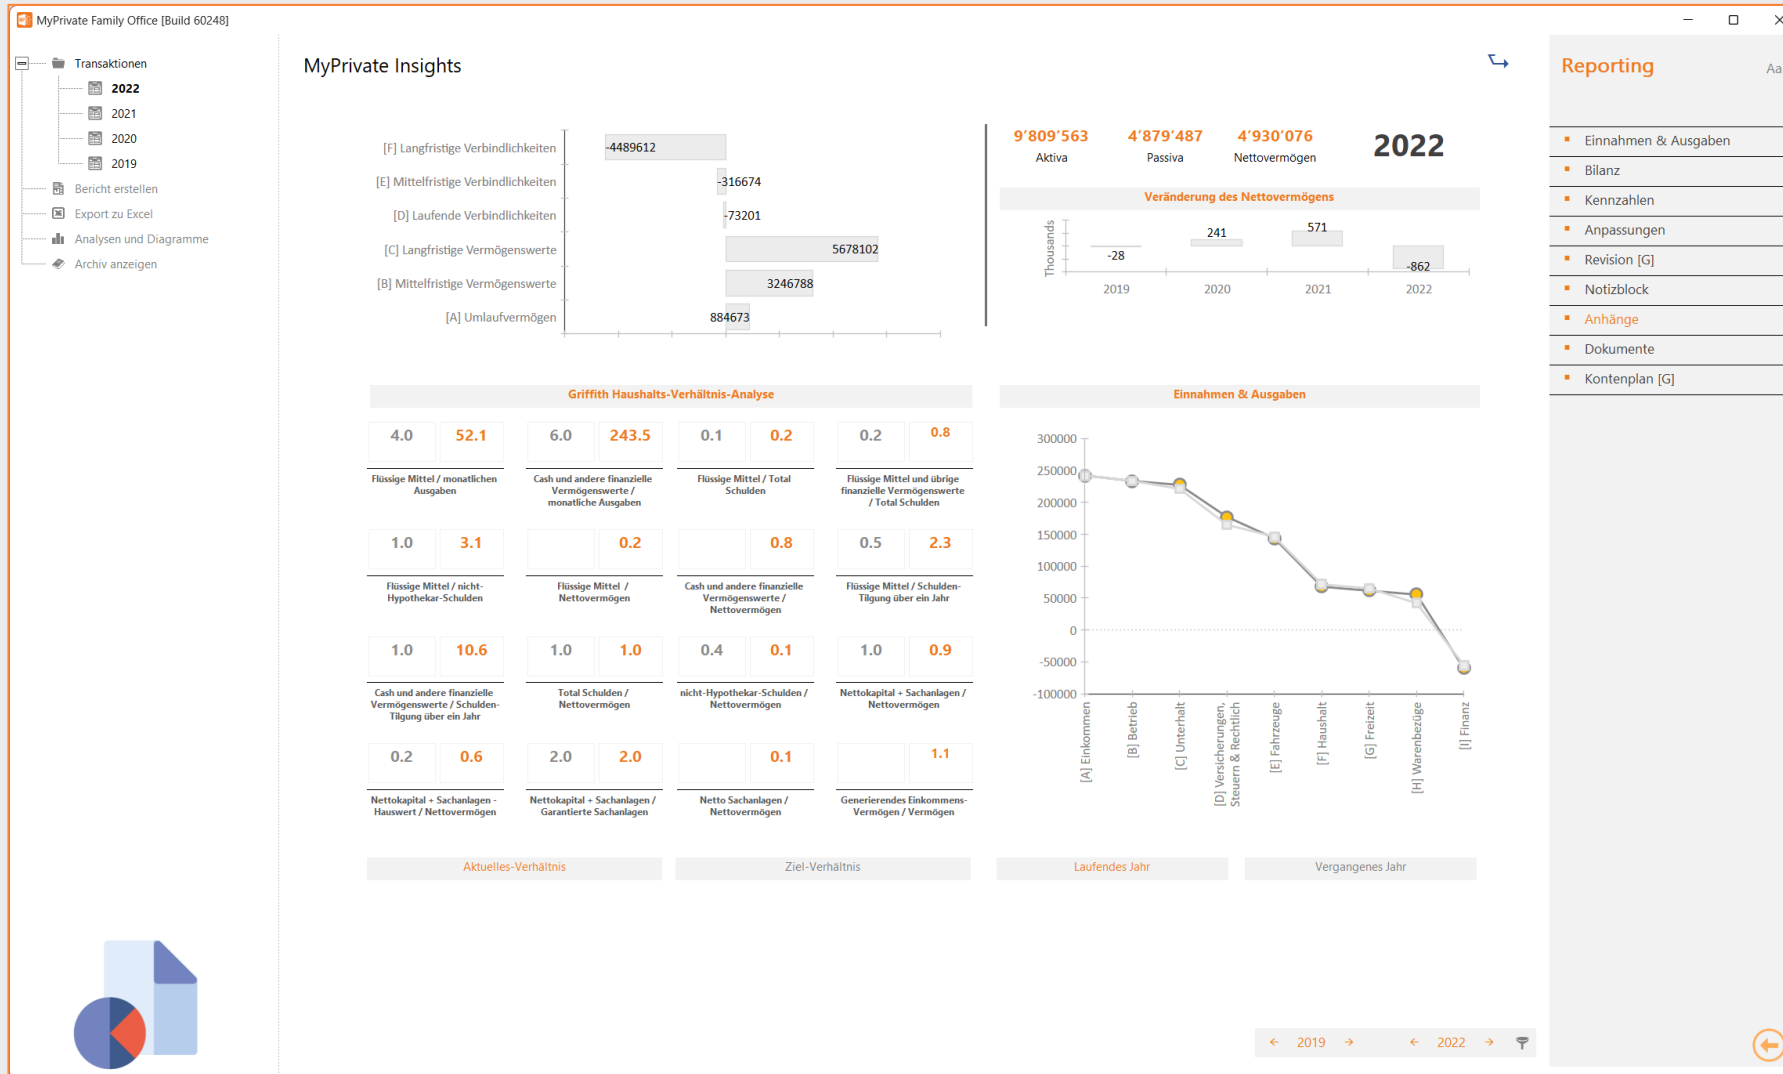 MyPrivate Family Office [Build 60248]
Transaktionen
2022
2021
2020
2019
Bericht erstellen
Export zu Excel
Analysen und Diagramme
Archiv anzeigen
MyPrivate Insights
[F] Langfristige Verbindlichkeiten
-4489612
[E] Mittelfristige Verbindlichkeiten
-316674
[D] Laufende Verbindlichkeiten
-73201
[C] Langfristige Vermögenswerte
5678102
[B] Mittelfristige Vermögenswerte
3246788
[A] Umlaufvermögen
884673
9’809’563 4’879’487 4’930’076
Aktiva Passiva Nettovermögen
2022
Veränderung des Nettovermögens
Thousands
-28 241 571 -862
2019 2020 2021 2022
Griffith Haushalts-Verhältnis-Analyse
4.0 52.1
Flüssige Mittel / monatlichen
Ausgaben
6.0 243.5
Cash und andere finanzielle
Vermögenswerte /
monatliche Ausgaben
0.1 0.2
Flüssige Mittel / Total
Schulden
0.2 0.8
Flüssige Mittel und übrige
finanzielle Vermögenswerte
/ Total Schulden
1.0 3.1
Flüssige Mittel / nicht-
Hypothekar-Schulden
0.2
Flüssige Mittel /
Nettovermögen
0.8
Cash und andere finanzielle
Vermögenswerte /
Nettovermögen
0.5 2.3
Flüssige Mittel / Schulden-
Tilgung über ein Jahr
1.0 10.6
Cash und andere finanzielle
Vermögenswerte / Schulden-
Tilgung über ein Jahr
1.0 1.0
Total Schulden /
Nettovermögen
0.4 0.1
nicht-Hypothekar-Schulden /
Nettovermögen
1.0 0.9
Nettokapital + Sachanlagen /
Nettovermögen
0.2 0.6
Nettokapital + Sachanlagen -
Hauswert / Nettovermögen
2.0 2.0
Nettokapital + Sachanlagen /
Garantierte Sachanlagen
0.1
Netto Sachanlagen /
Nettovermögen
1.1
Generierendes Einkommens-
Vermögen / Vermögen
Aktuelles-Verhältnis
Ziel-Verhältnis
Einnahmen & Ausgaben
300000
250000
200000
150000
100000
50000
0
-50000
-100000
[A] Einkommen
[B] Betrieb
[C] Unterhalt
[D] Versicherungen,
Steuern & Rechtlich
[E] Fahrzeuge
[F] Haushalt
[G] Freizeit
[H] Warenbezüge
[I] Finanz
Laufendes Jahr
Vergangenes Jahr
2019
2022
Reporting
Aa
Einnahmen & Ausgaben
Bilanz
Kennzahlen
Anpassungen
Revision [G]
Notizblock
Anhänge
Dokumente
Kontenplan [G]